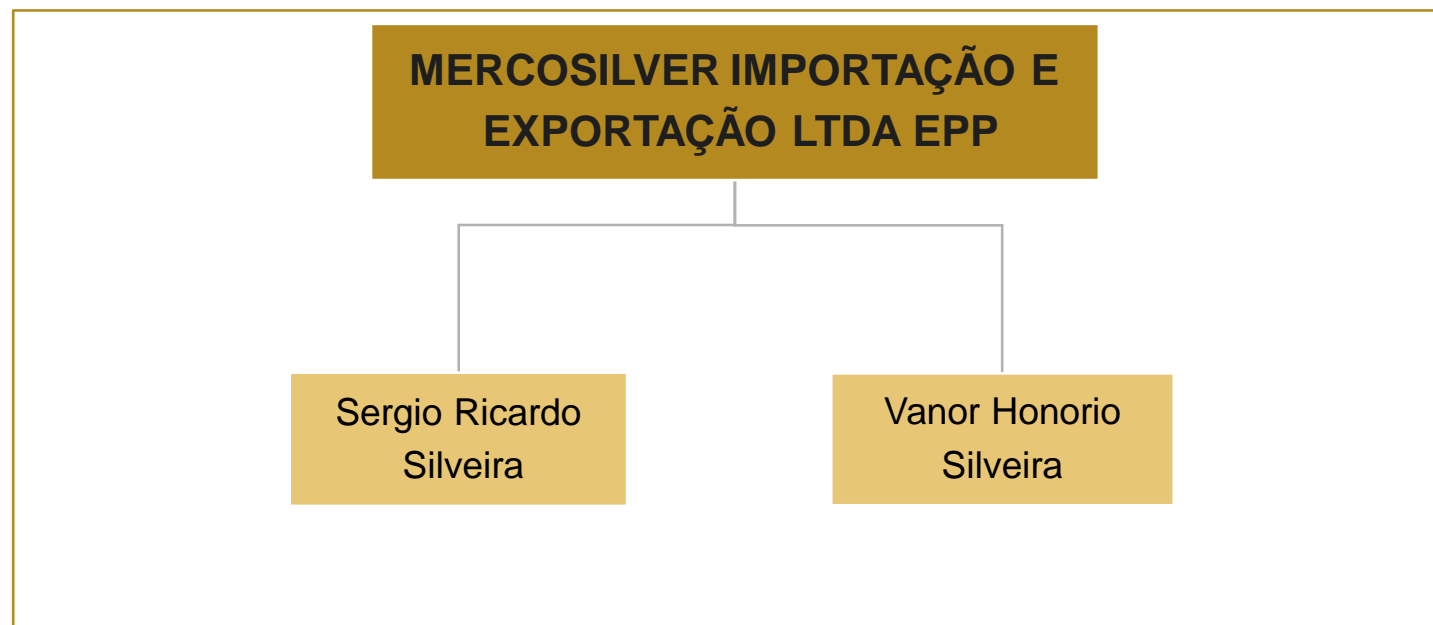 MERCOSILVER IMPORTAÇÃO E
EXPORTAÇÃO LTDA EPP
Sergio Ricardo
Silveira
Vanor Honorio
Silveira